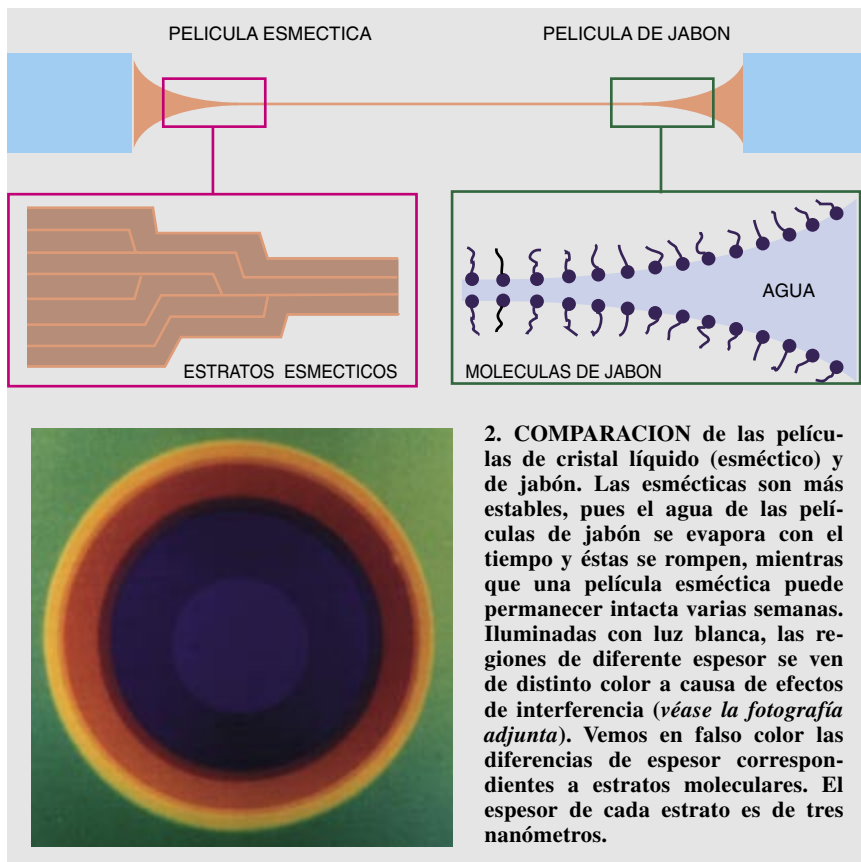 PELICULA ESMECTICA
PELICULA DE JABON
AGUA
ESTRATOS ESMECTICOS
MOLECULAS DE JABON
2. COMPARACION de las pelícu-
las de cristal líquido (esméctico) y
de jabón. Las esmécticas son más
estables, pues el agua de las pelí-
culas de jabón se evapora con el
tiempo y éstas se rompen, mientras
que una película esméctica puede
permanecer intacta varias semanas.
Iluminadas con luz blanca, las re-
giones de diferente espesor se ven
de distinto color a causa de efectos
de interferencia (véase la fotografía
adjunta). Vemos en falso color las
diferencias de espesor correspon-
dientes a estratos moleculares. El
espesor de cada estrato es de tres
nanómetros.